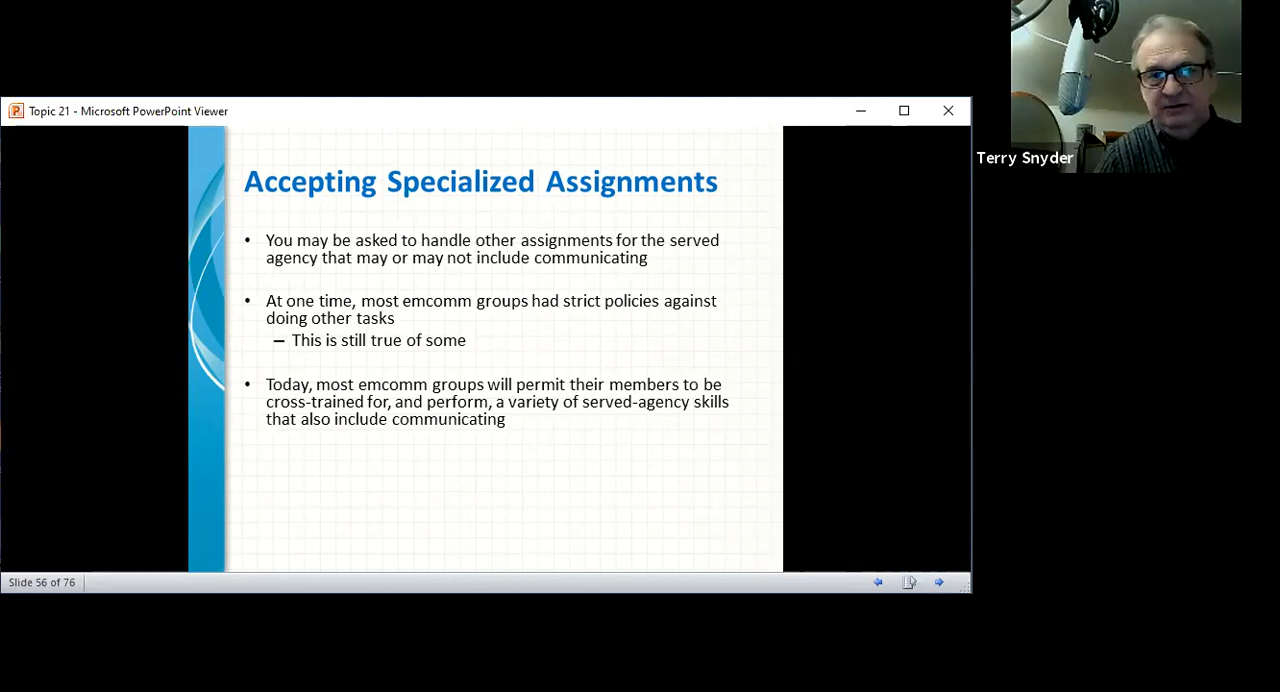 Topic 21 - Microsoft PowerPoint Viewer
Terry Snyder
Accepting Specialized Assignments
• You may be asked to handle other assignments for the served
agency that may or may not include communicating
• At one time, most emcomm groups had strict policies against
doing other tasks
– This is still true of some
• Today, most emcomm groups will permit their members to be
cross-trained for, and perform, a variety of served-agency skills
that also include communicating
Slide 56 of 76